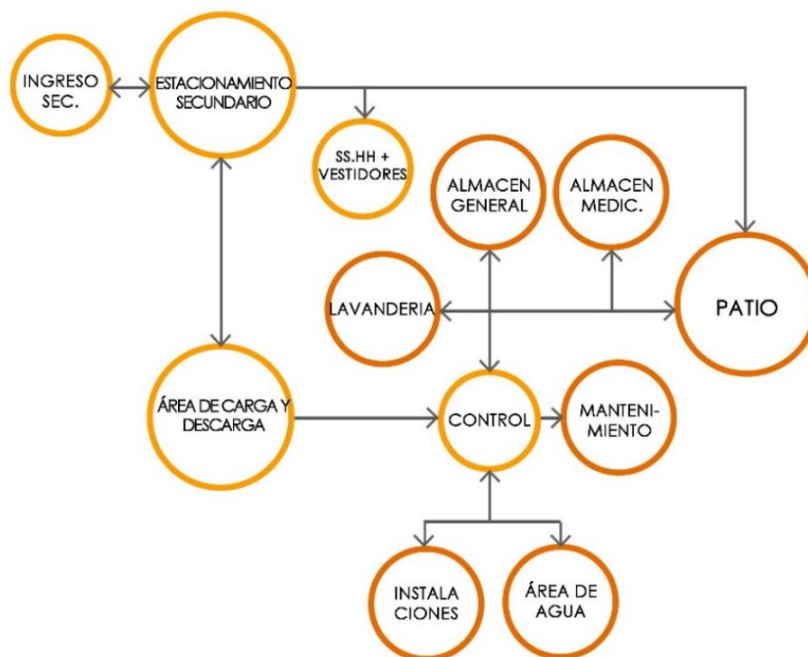 INGRESO
SEC.
ESTACIONAMIENTO
SECUNDARIO
SS.HH +
VESTIDORES
ALMACEN
GENERAL
ALMACEN
MEDIC.
LAVANDERIA
PATIO
ÁREA DE CARGA Y
DESCARGA
CONTROL
MANTENI-
MIENTO
INSTALA
CIONES
ÁREA DE
AGUA